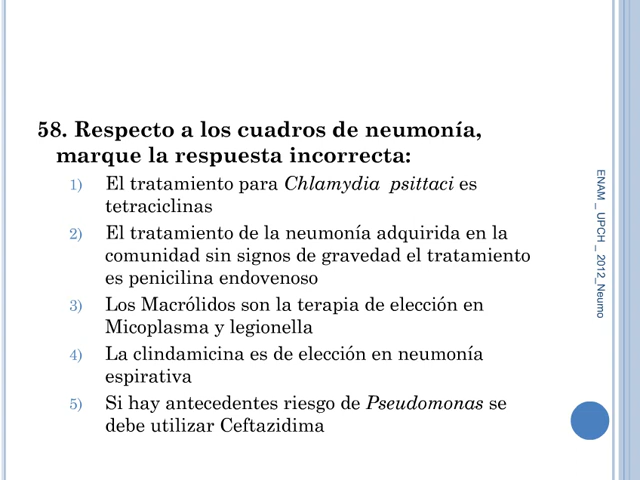 58. Respecto a los cuadros de neumonía,
marque la respuesta incorrecta:
1) El tratamiento para Chlamydia psittaci es
tetraciclinas
2) El tratamiento de la neumonía adquirida en la
comunidad sin signos de gravedad el tratamiento
es penicilina endovenoso
3) Los Macrólidos son la terapia de elección en
Micoplasma y legionella
4) La clindamicina es de elección en neumonía
espirativa
5) Si hay antecedentes riesgo de Pseudomonas se
debe utilizar Ceftazidima
ENAM _ UPCH _ 2012_Neumo